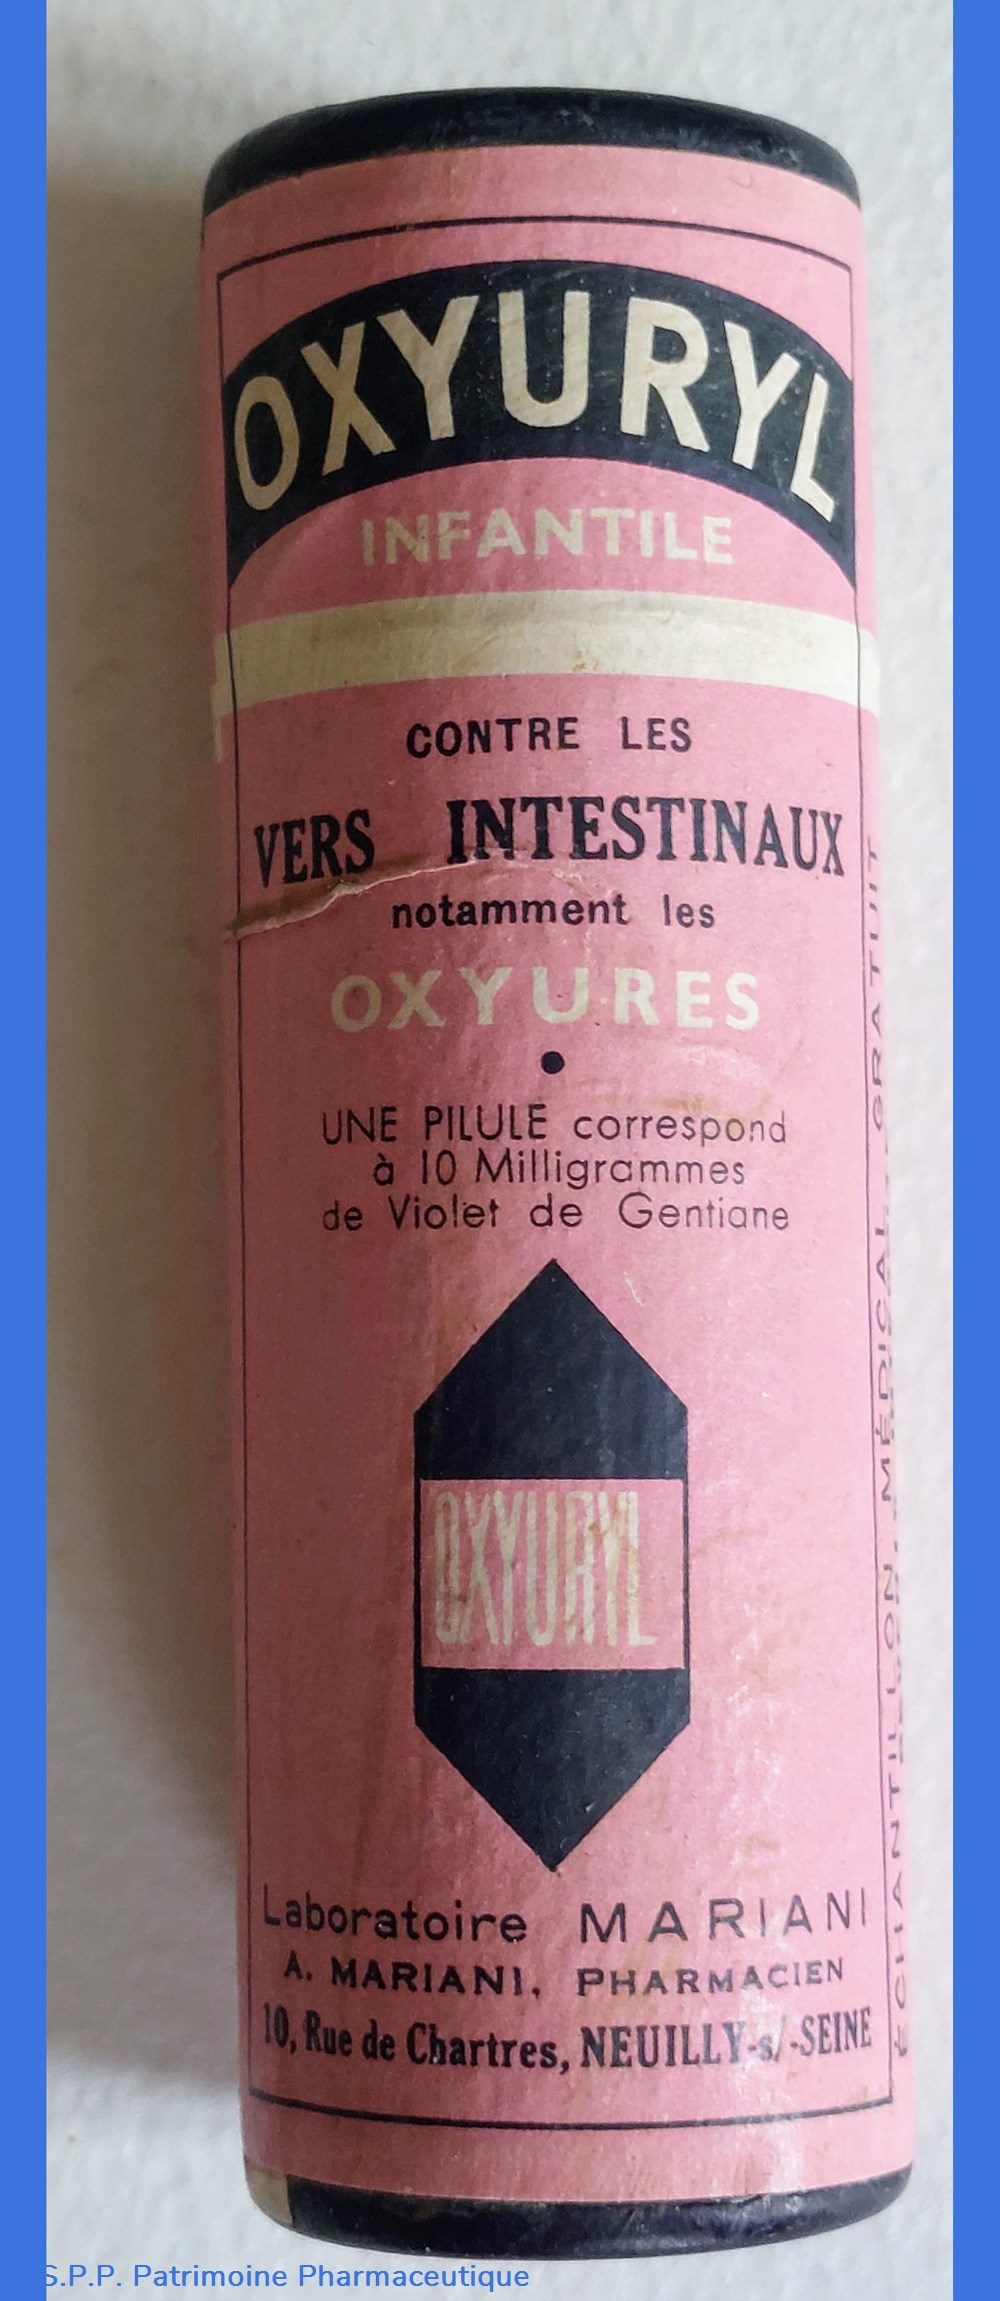 OXYURYL
INFANTILE
CONTRE LES
VERS INTESTINAUX
notamment les
OXYURES
UNE PILULE correspond
à 10 Milligrammes
de Violet de Gentiane
OXYURYL
Laboratoire MARIANI
A. MARIANI, PHARMACIEN
10, Rue de Chartres, NEUILLY-s/-SEINE
ÉCHANTILLON MÉDICAL GRATUIT
S.P.P. Patrimoine Pharmaceutique